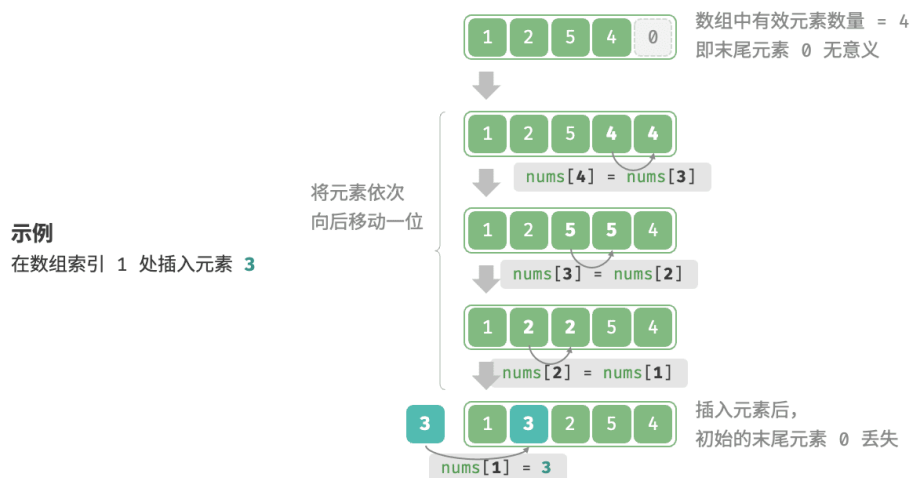 1 2 5 4 0
数组中有效元素数量 = 4
即末尾元素 0 无意义
1 2 5 4 4
nums[4] = nums[3]
将元素依次
向后移动一位
1 2 5 5 4
nums[3] = nums[2]
示例
在数组索引 1 处插入元素 3
1 2 2 5 4
nums[2] = nums[1]
3 1 3 2 5 4
nums[1] = 3
插入元素后，
初始的末尾元素 0 丢失